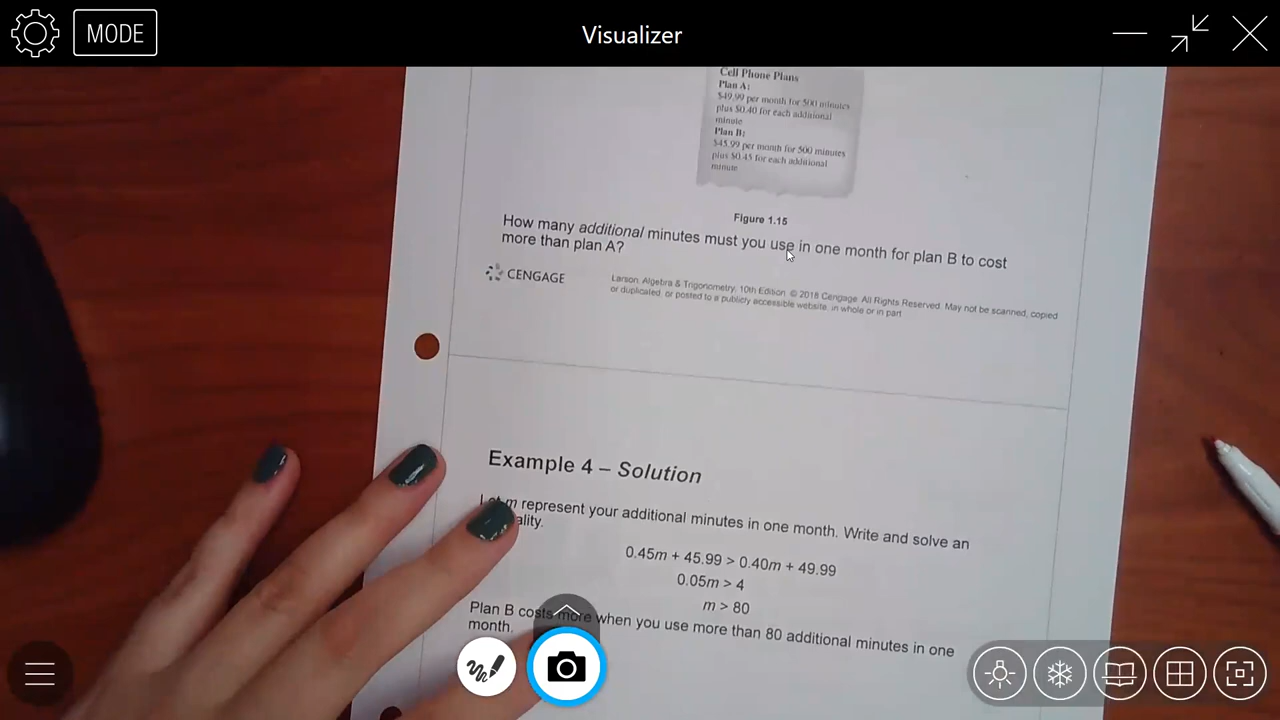 MODE
Visualizer
Cell Phone Plans
Plan A:
$49.99 per month for 500 minutes
plus $0.40 for each additional
minute
Plan B:
$45.99 per month for 500 minutes
plus $0.45 for each additional
minute
Figure 1.15
How many additional minutes must you use in one month for plan B to cost
more than plan A?
CENGAGE
Larson, Algebra & Trigonometry, 10th Edition. © 2018 Cengage. All Rights Reserved. May not be scanned, copied
or duplicated, or posted to a publicly accessible website, in whole or in part.
Example 4 – Solution
m represent your additional minutes in one month. Write and solve an
0.45m + 45.99 > 0.40m + 49.99
0.05m > 4
m > 80
Plan B costs more when you use more than 80 additional minutes in one
month.